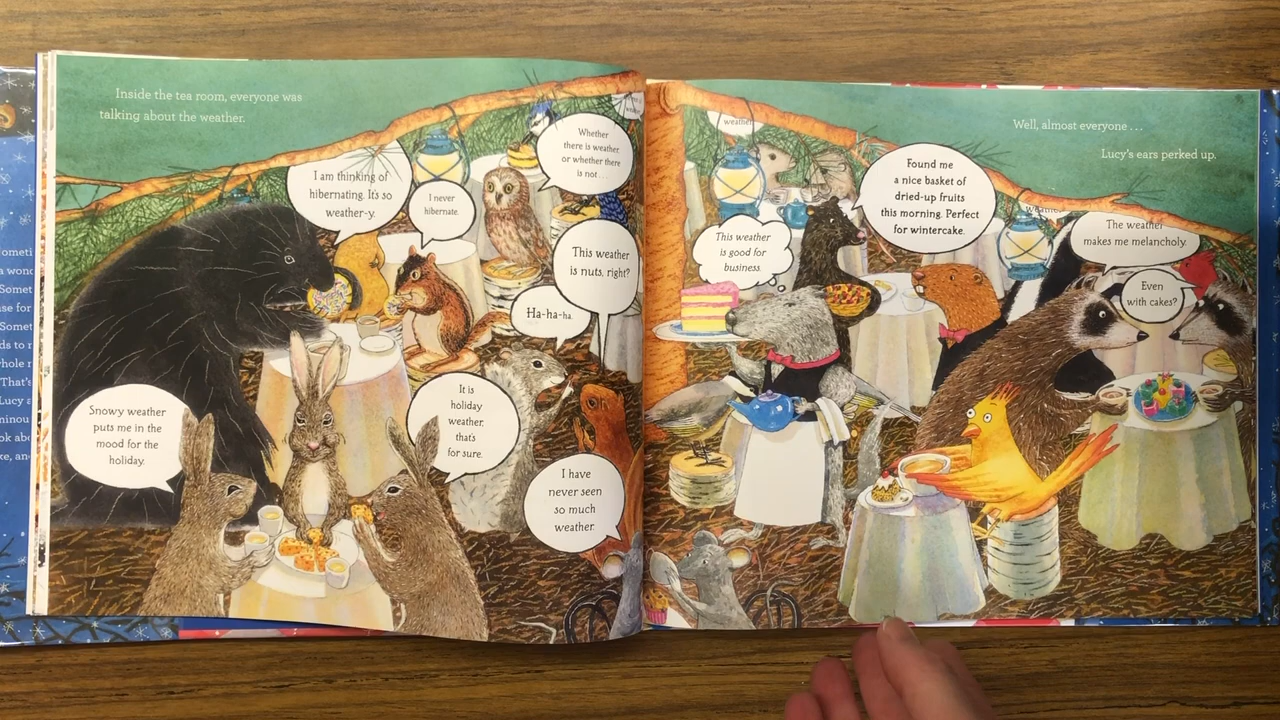 Inside the tea room, everyone was
talking about the weather.
I am thinking of
hibernating. It's so
weather-y.
I never
hibernate.
Whether
there is weather,
or whether there
is not . . .
This weather
is nuts, right?
Ha-ha-ha.
Snowy weather
puts me in the
mood for the
holiday.
It is
holiday
weather,
that's
for sure.
I have
never seen
so much
weather.
Well, almost everyone . . .
Lucy's ears perked up.
weather
Found me
a nice basket of
dried-up fruits
this morning. Perfect
for wintercake.
This weather
is good for
business.
weather
The weather
makes me melancholy.
Even
with cakes?